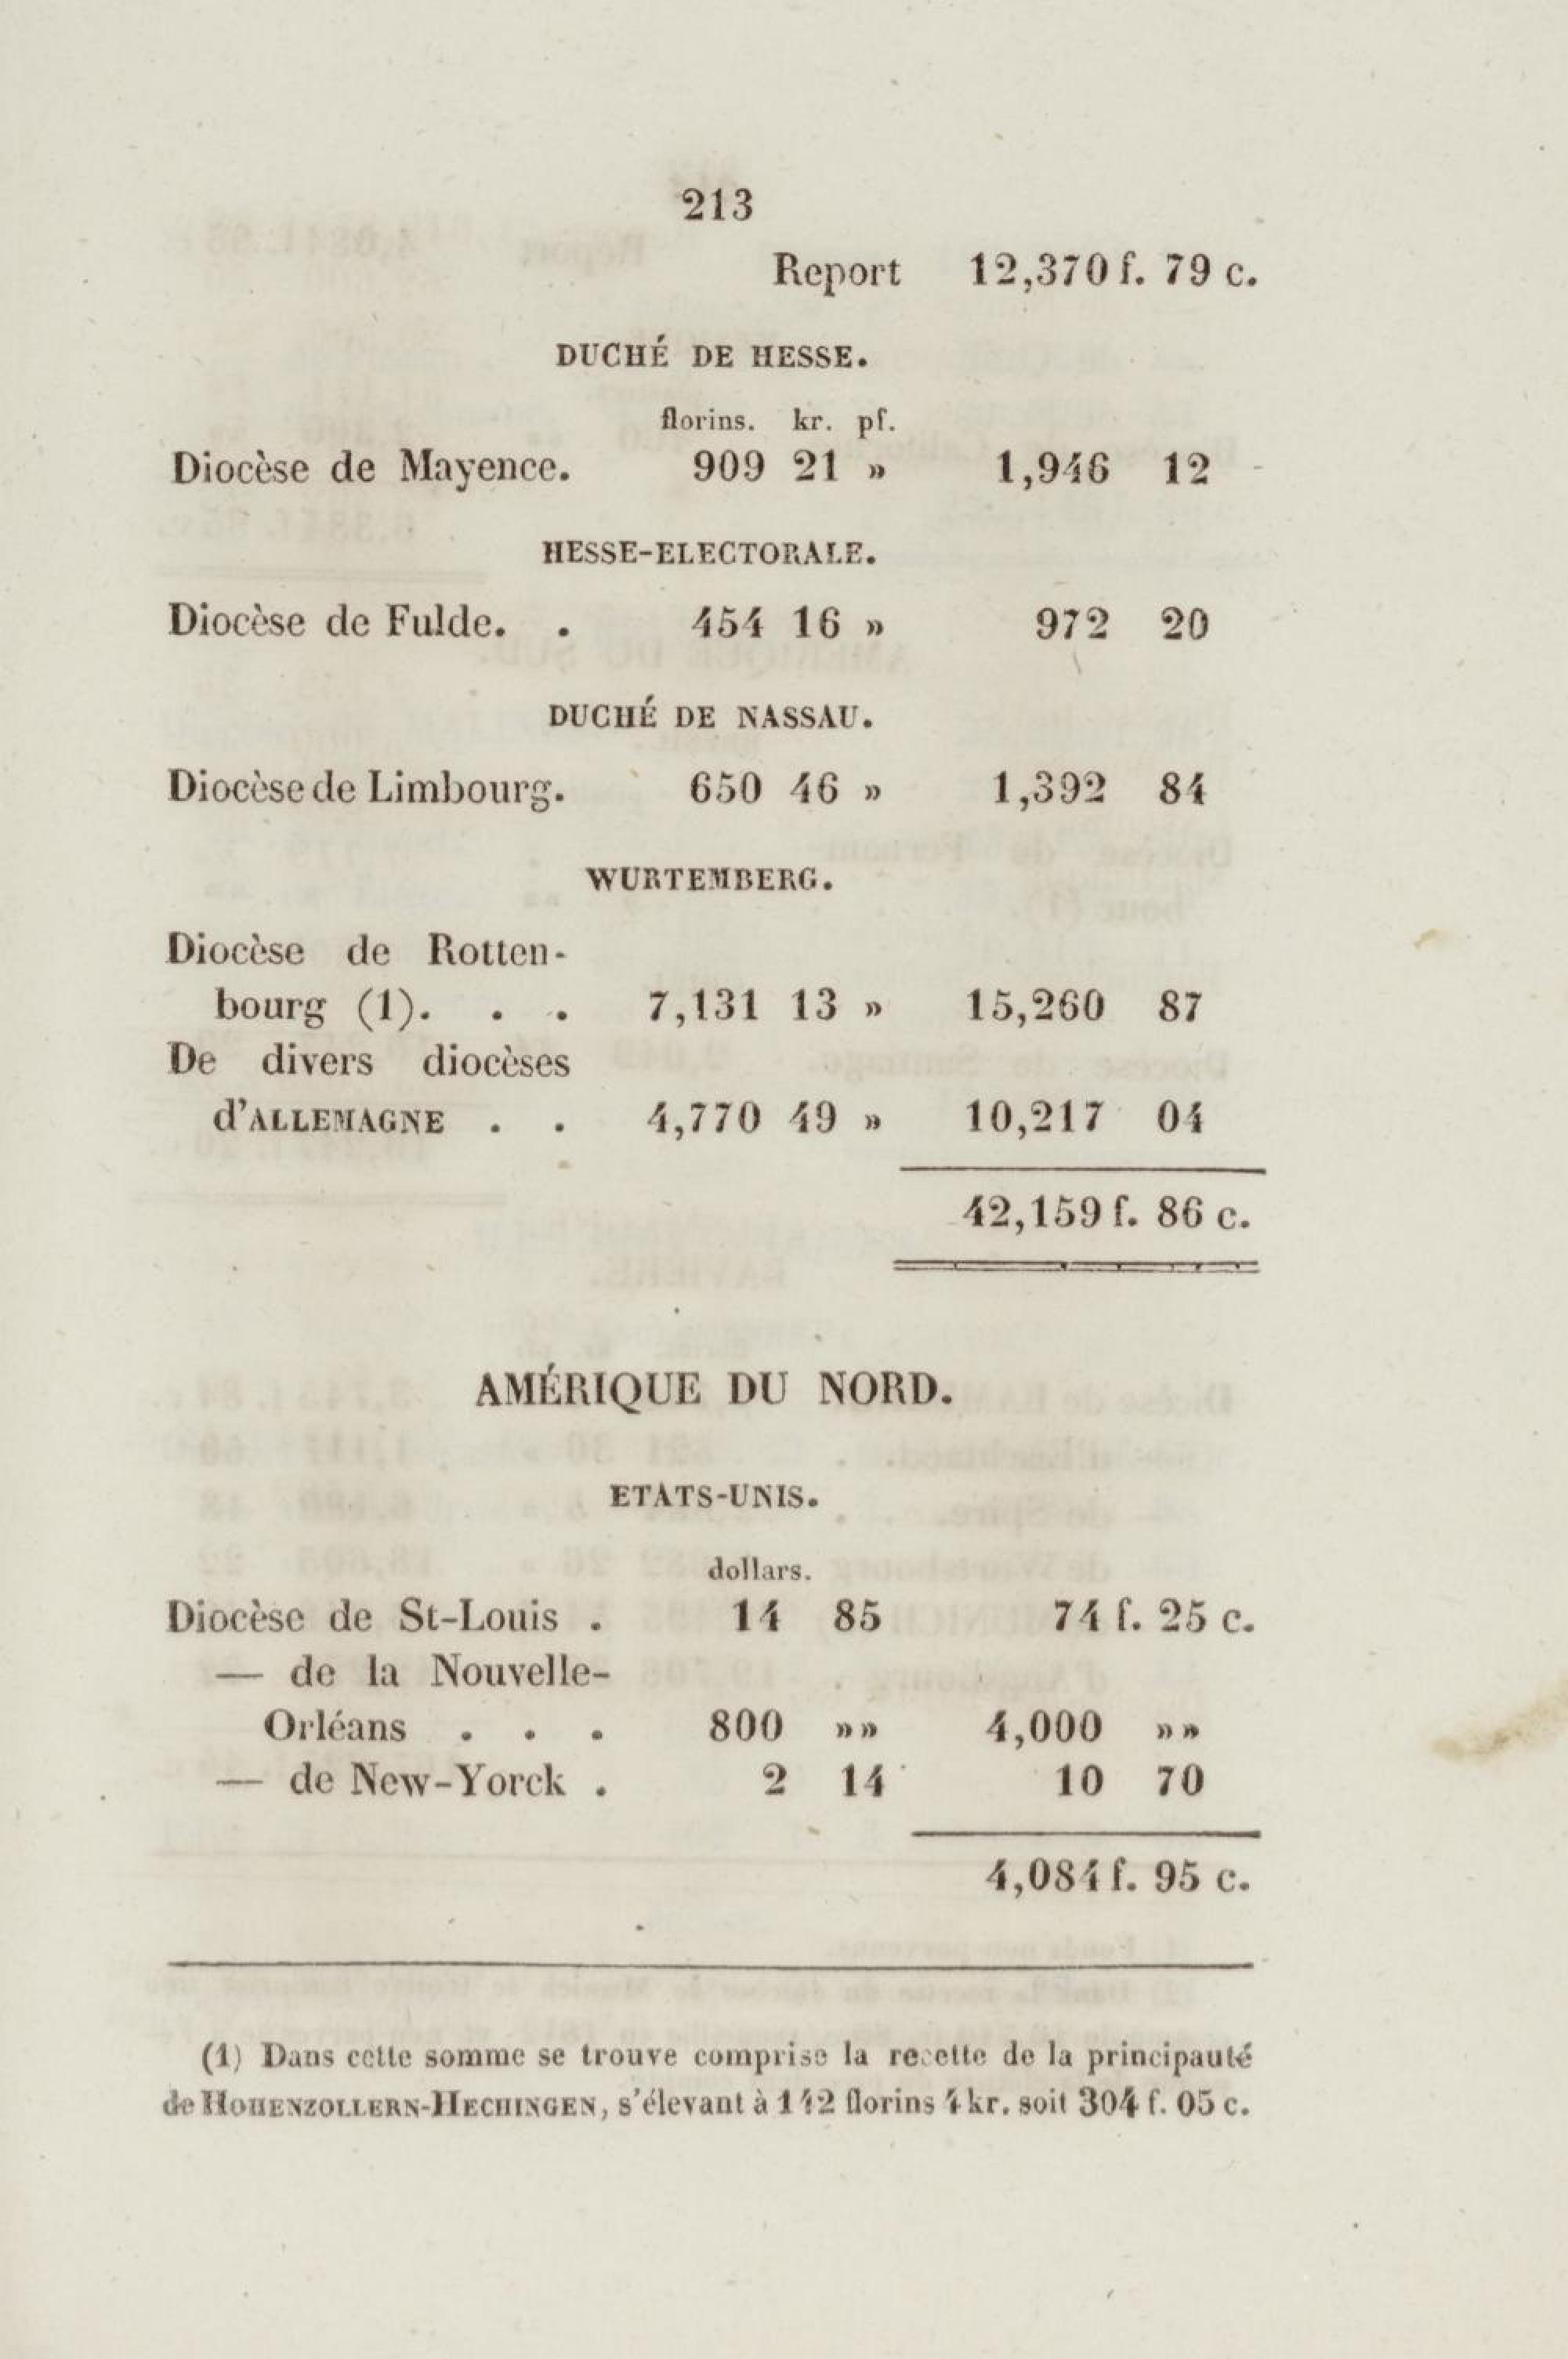 213
Report 12,370 f. 79 c.
DUCHÉ DE HESSE.
florins. kr. pf.
Diocèse de Mayence. 909 21 » 1,946 12
HESSE-ELECTORALE.
Diocèse de Fulde. . 454 16 » 972 20
DUCHÉ DE NASSAU.
Diocèse de Limbourg. 650 46 » 1,392 84
WURTEMBERG.
Diocèse de Rotten-
bourg (1). . . 7,131 13 » 15,260 87
De divers diocèses
d'ALLEMAGNE . . 4,770 49 » 10,217 04
42,159 f. 86 c.
AMÉRIQUE DU NORD.
ETATS-UNIS.
dollars.
Diocèse de St-Louis . 14 85 74 f. 25 c.
— de la Nouvelle-
Orléans . . . 800 »» 4,000 »»
— de New-Yorck . 2 14 10 70
4,084 f. 95 c.
(1) Dans cette somme se trouve comprise la recette de la principauté
de HOHENZOLLERN-HECHINGEN, s'élevant à 142 florins 4 kr. soit 304 f. 05 c.